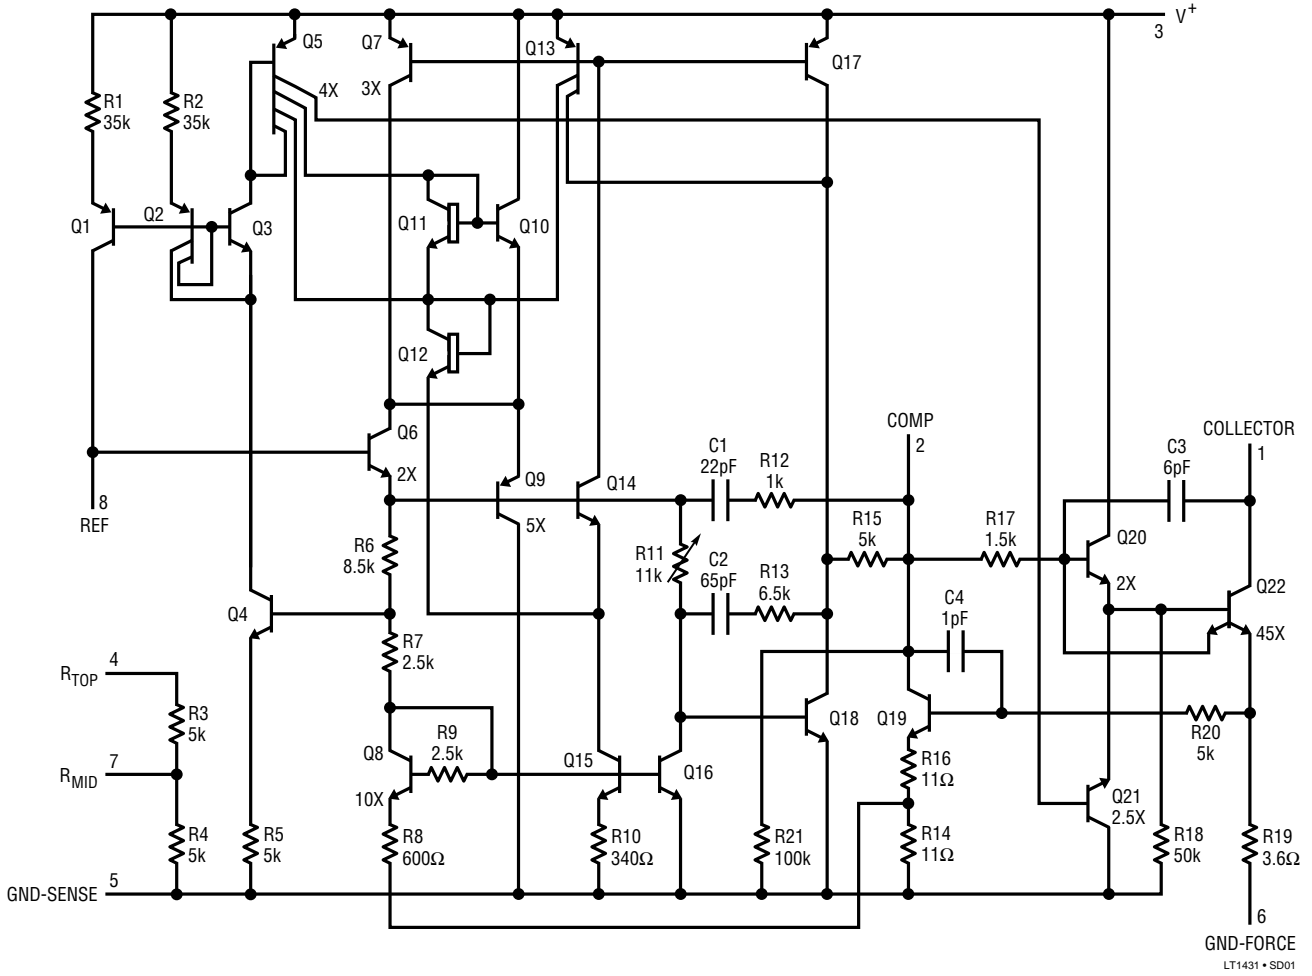 V+
3
Q5
Q7
Q13
Q17
4X
3X
R1
35k
R2
35k
Q1
Q2
Q3
Q11
Q10
Q12
Q6
2X
8
REF
Q9
5X
Q14
C1
22pF
R12
1k
COMP
2
COLLECTOR
1
C3
6pF
R6
8.5k
R11
11k
C2
65pF
R13
6.5k
R15
5k
R17
1.5k
Q20
2X
Q22
45X
Q4
R7
2.5k
C4
1pF
4
RTOP
R3
5k
7
RMID
R4
5k
R5
5k
Q8
10X
R9
2.5k
R8
600Ω
Q15
R10
340Ω
Q16
Q18
Q19
R16
11Ω
R14
11Ω
R21
100k
R20
5k
Q21
2.5X
R18
50k
R19
3.6Ω
5
GND-SENSE
6
GND-FORCE
LT1431 • SD01